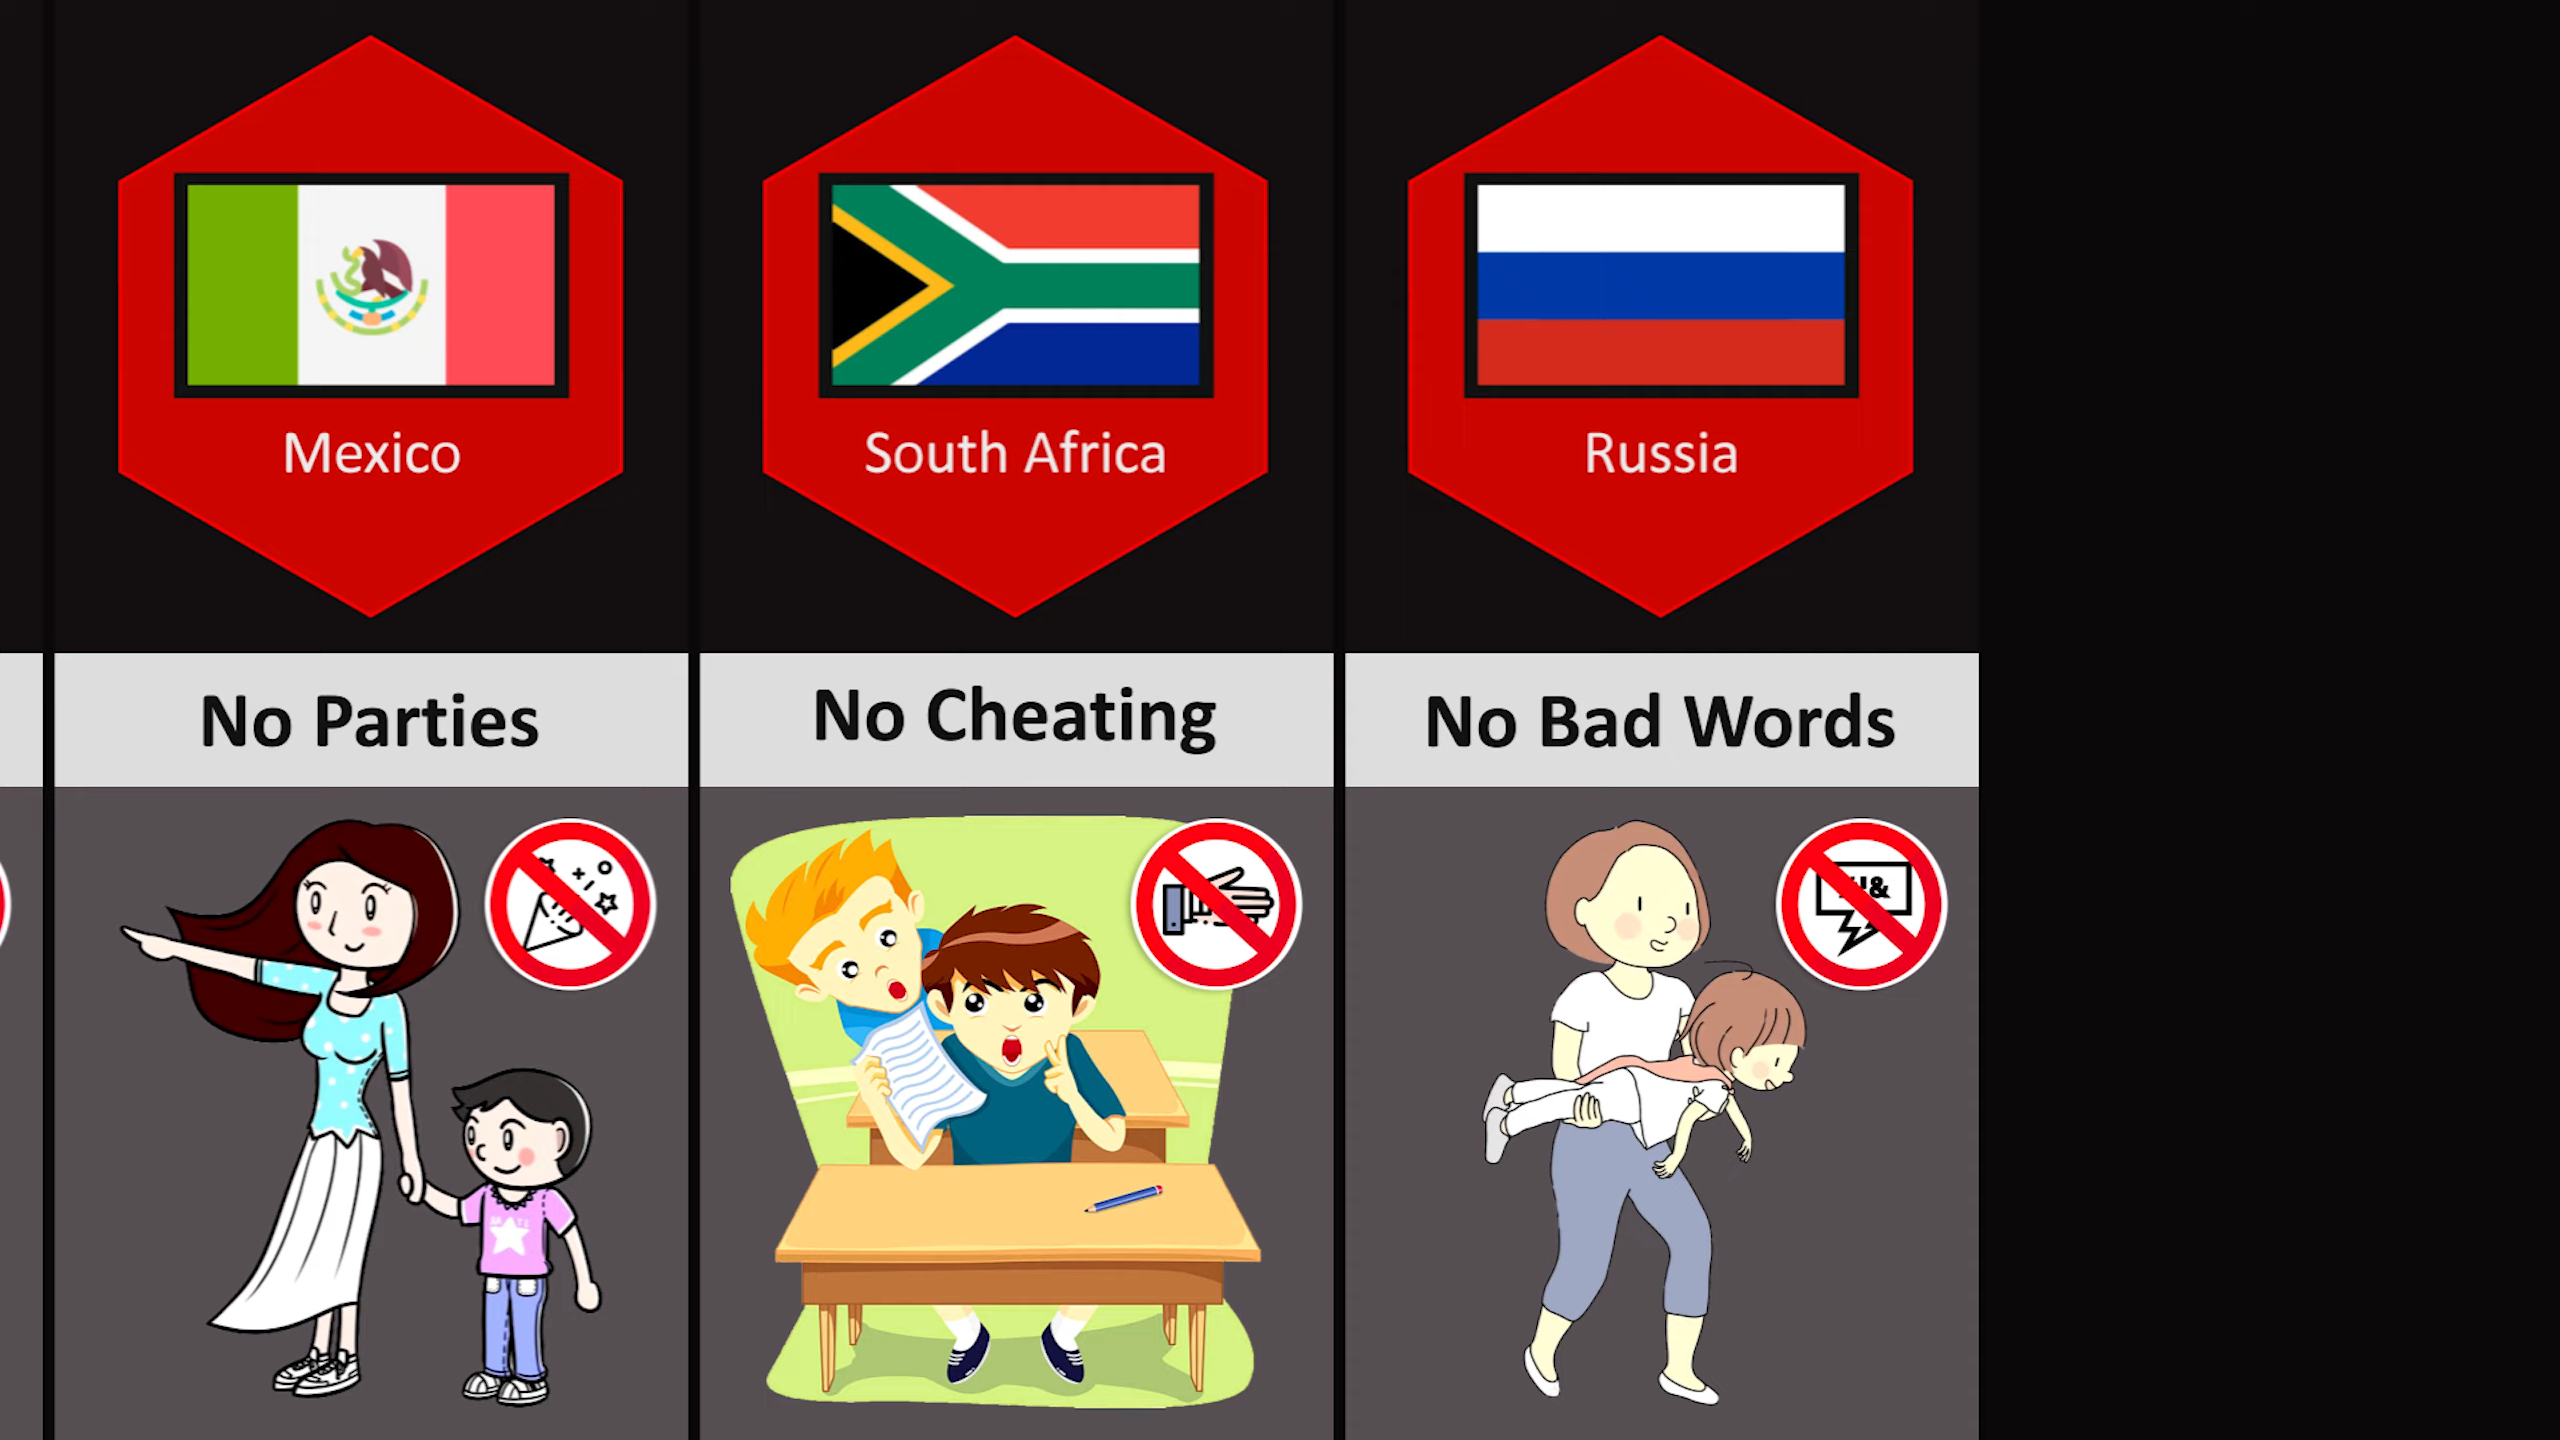 Mexico
South Africa
Russia
No Parties
No Cheating
No Bad Words